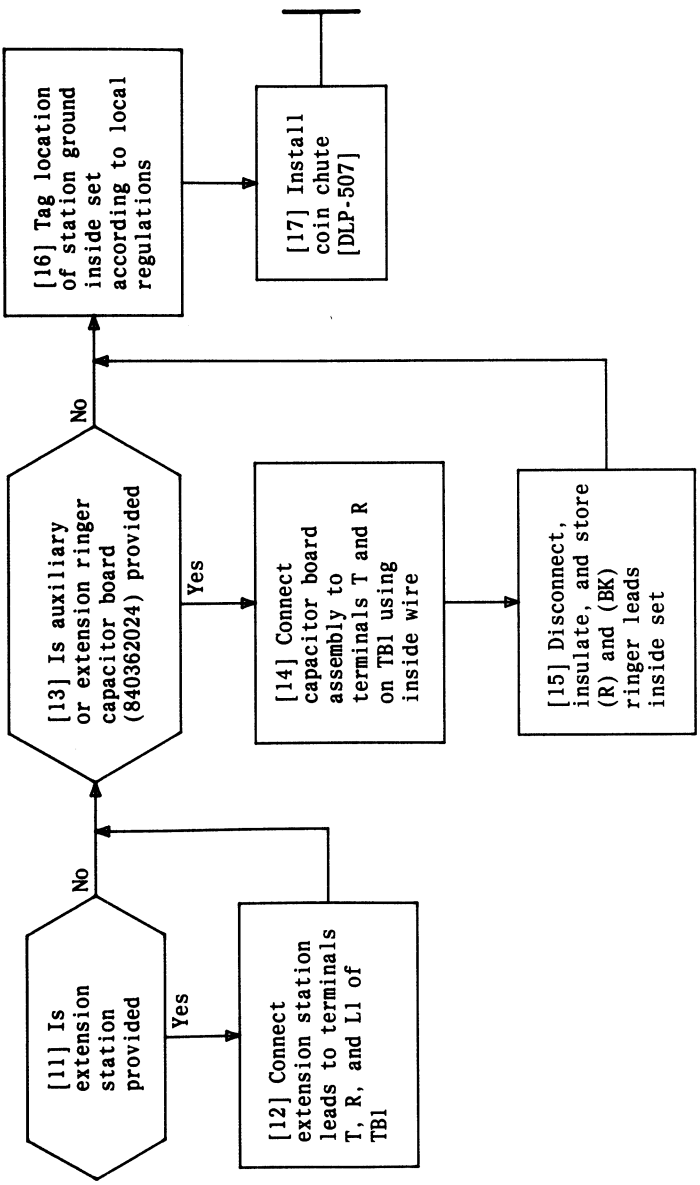 [11] Is
extension
station
provided
No
Yes
[12] Connect
extension station
leads to terminals
T, R, and L1 of
TB1
[13] Is auxiliary
or extension ringer
capacitor board
(840362024) provided
No
Yes
[14] Connect
capacitor board
assembly to
terminals T and R
on TB1 using
inside wire
[15] Disconnect,
insulate, and store
(R) and (BK)
ringer leads
inside set
[16] Tag location
of station ground
inside set
according to local
regulations
[17] Install
coin chute
[DLP-507]